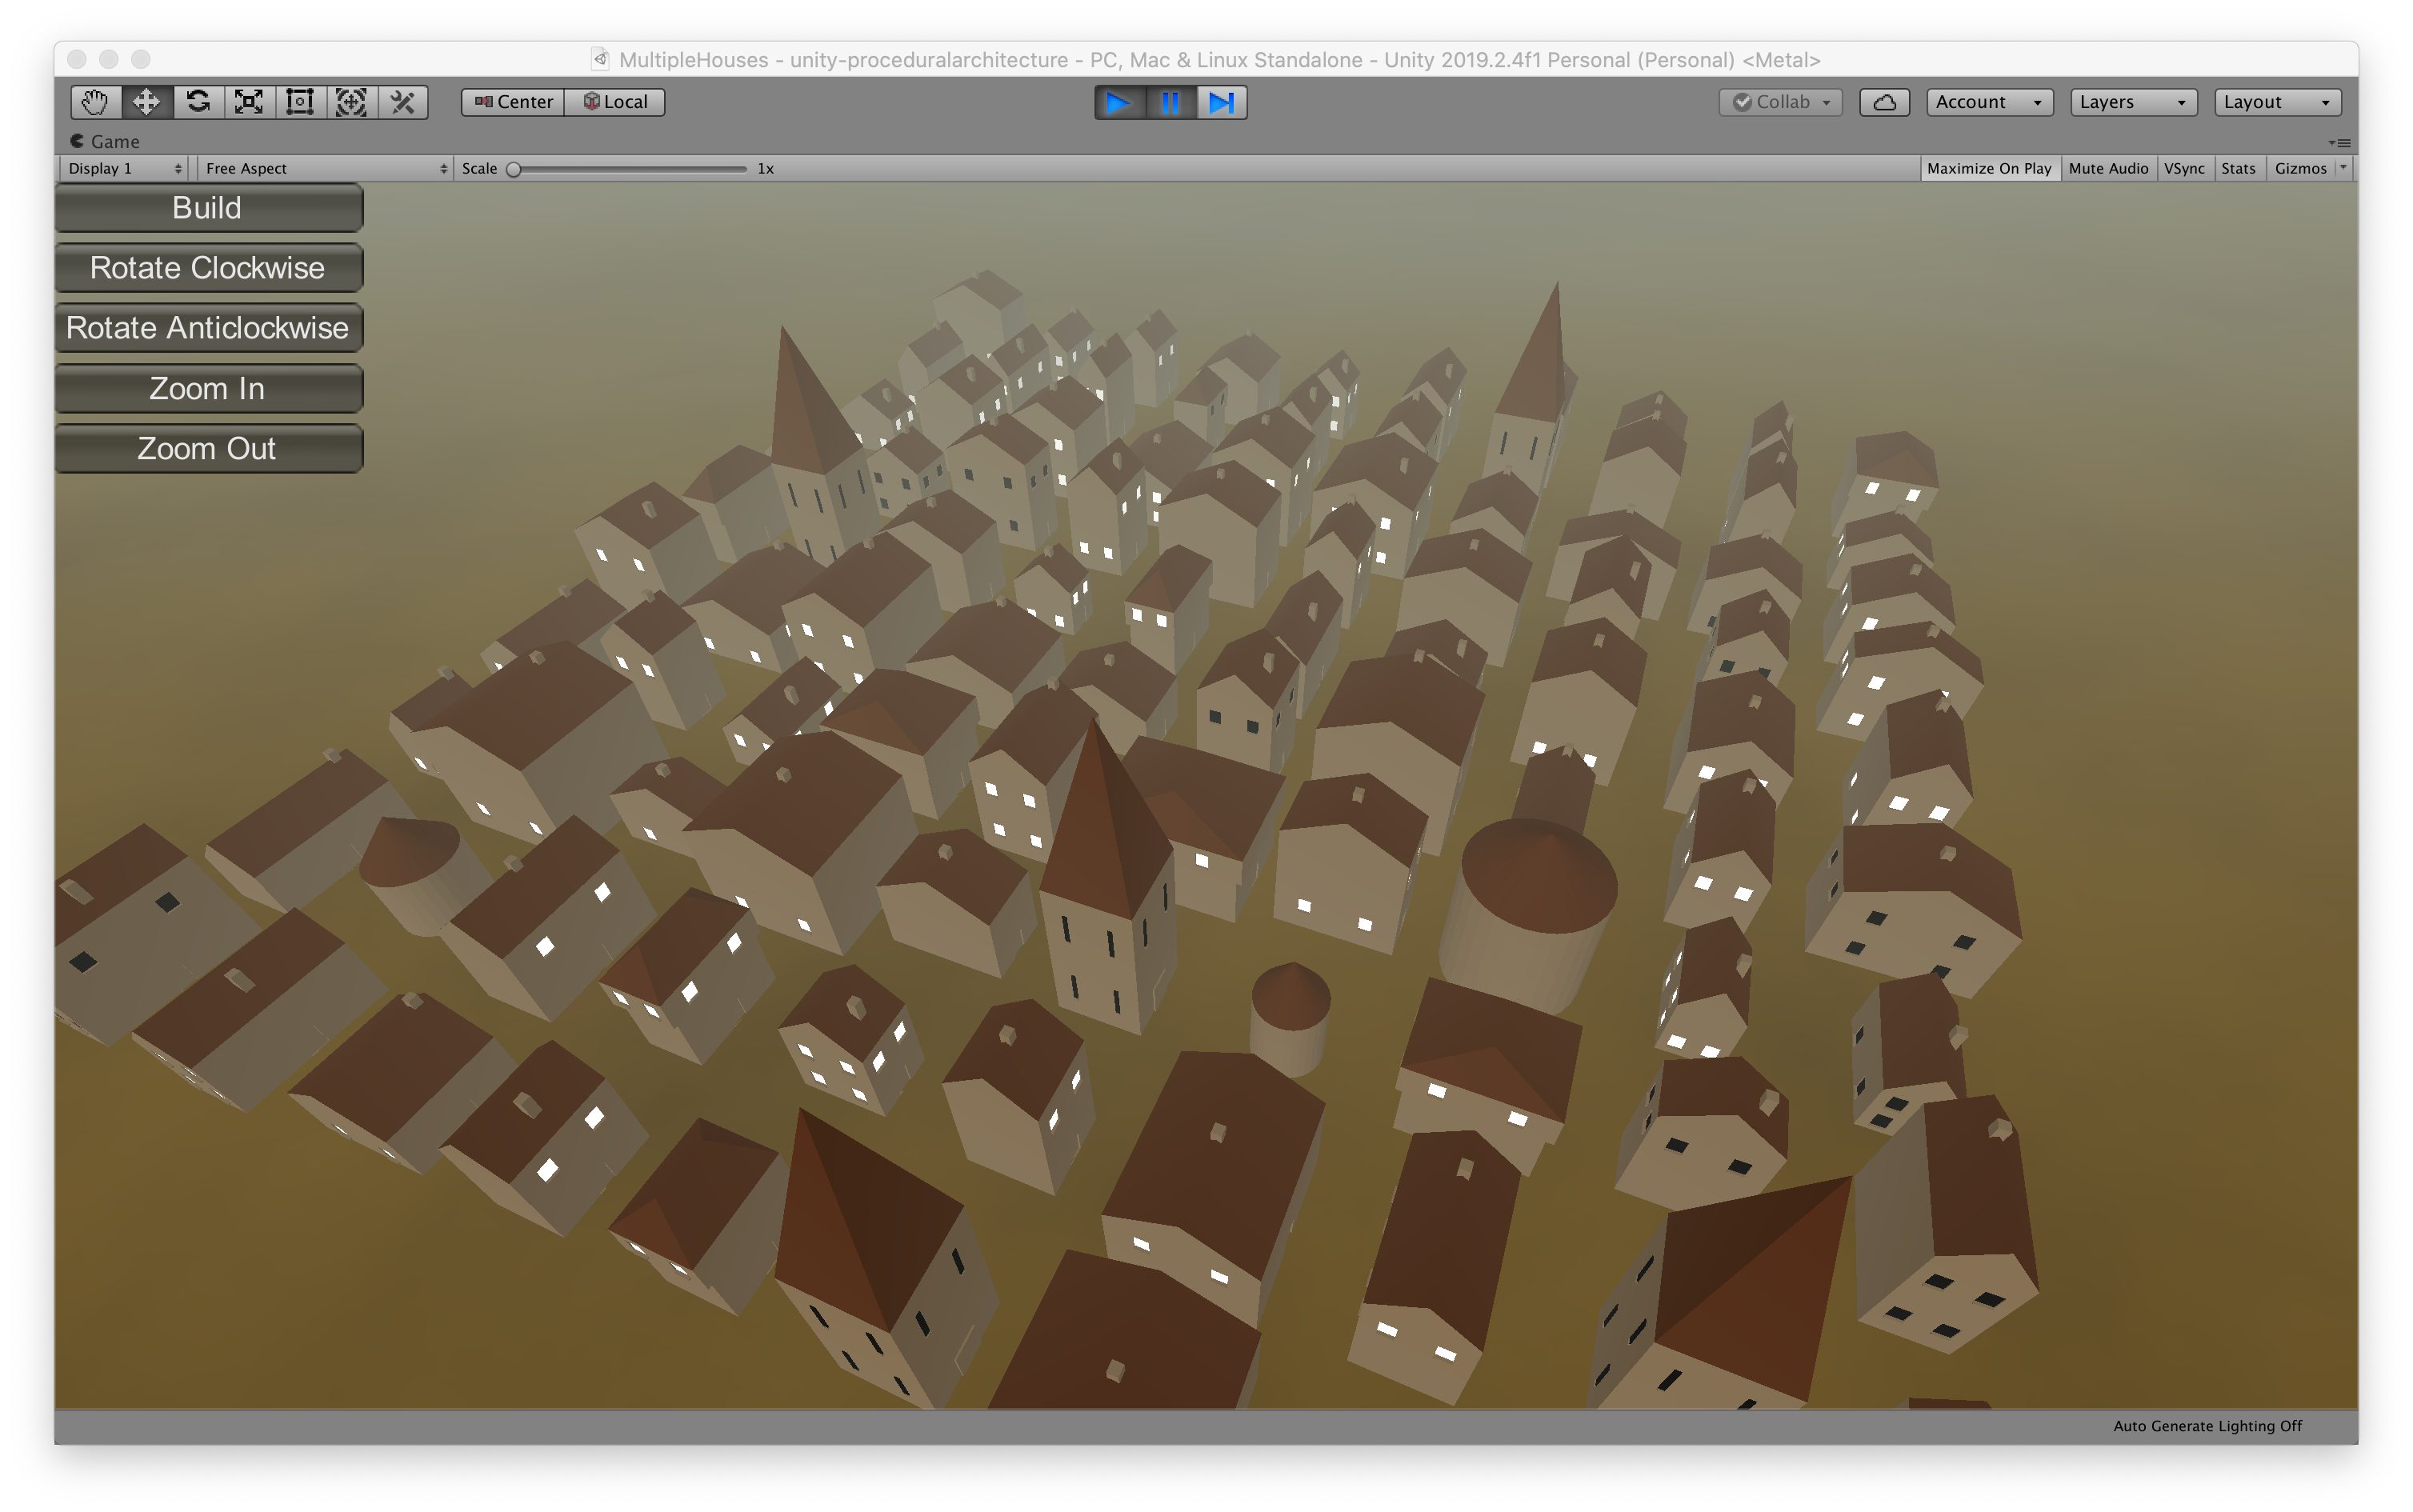 MultipleHouses - unity-proceduralarchitecture - PC, Mac & Linux Standalone - Unity 2019.2.4f1 Personal (Personal) <Metal>
Center Local Collab Account Layers Layout
Game
Display 1 Free Aspect Scale 1x Maximize On Play Mute Audio VSync Stats Gizmos
Build
Rotate Clockwise
Rotate Anticlockwise
Zoom In
Zoom Out
Auto Generate Lighting Off